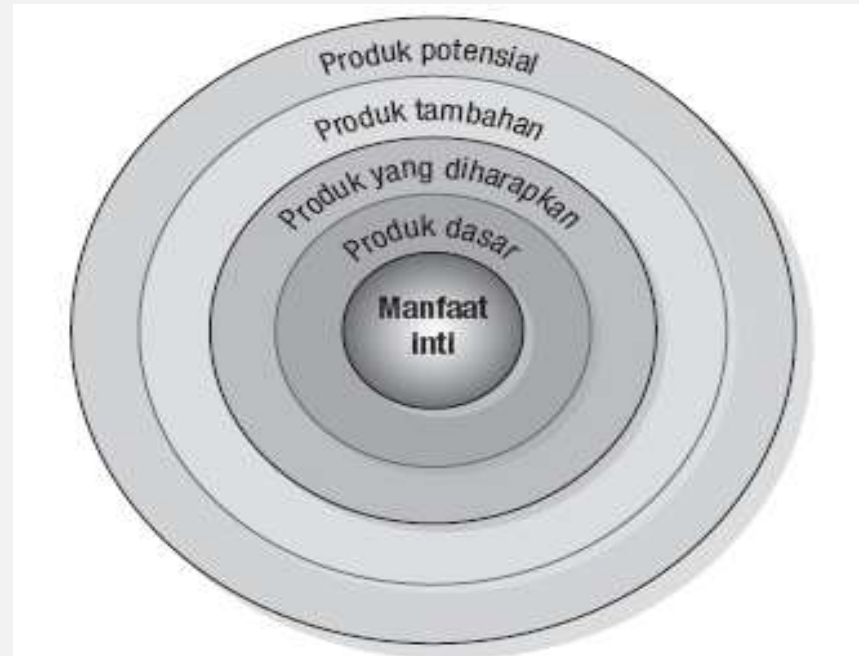 Produk potensial
Produk tambahan
Produk yang diharapkan
Produk dasar
Manfaat
inti